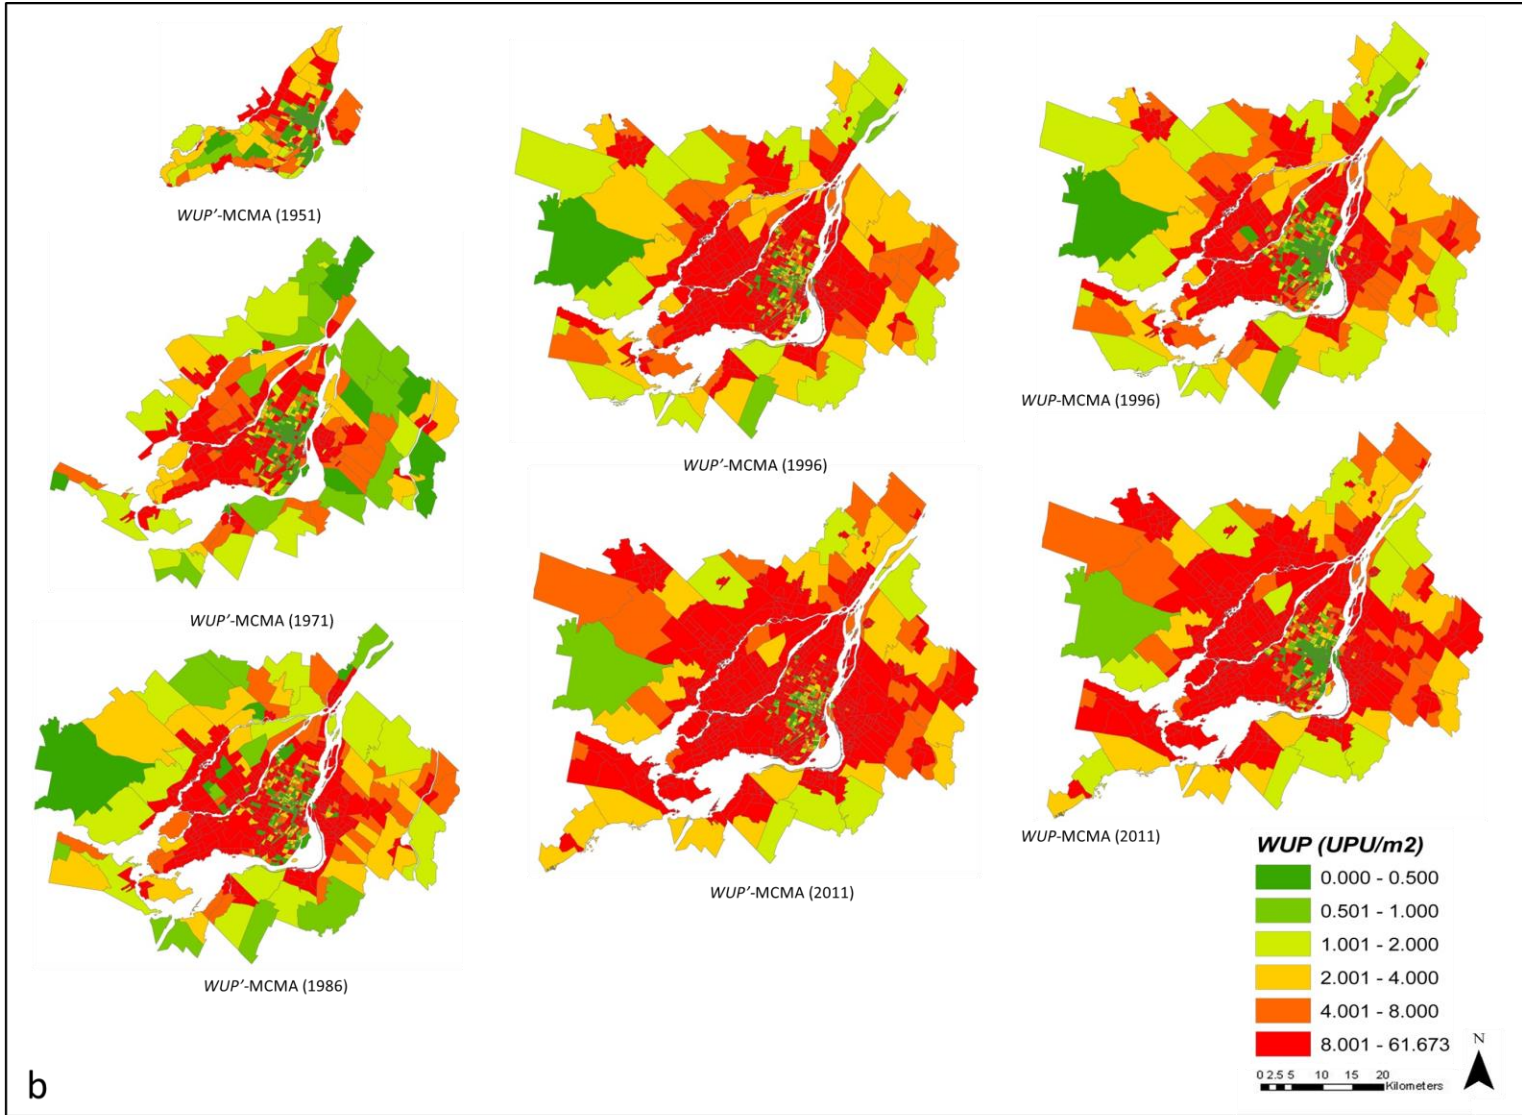 WUP'-MCMA (1951)
WUP'-MCMA (1971)
WUP'-MCMA (1986)
WUP'-MCMA (1996)
WUP'-MCMA (2011)
WUP-MCMA (1996)
WUP-MCMA (2011)
WUP (UPU/m2)
0.000 - 0.500
0.501 - 1.000
1.001 - 2.000
2.001 - 4.000
4.001 - 8.000
8.001 - 61.673
N
0 2.5 5 10 15 20
Kilometers
b